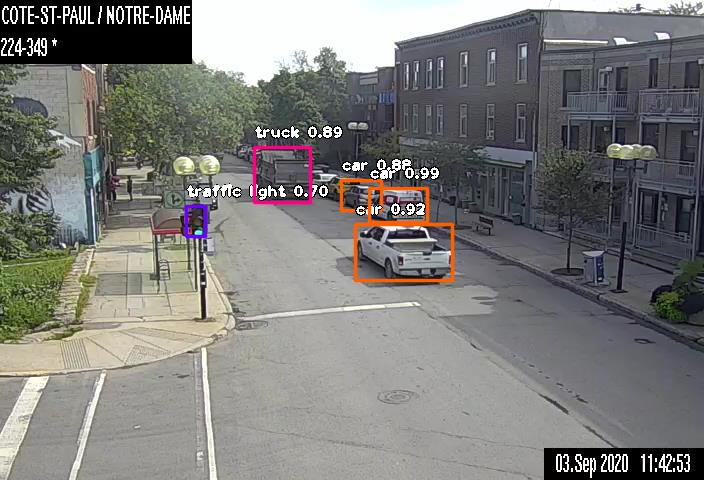 COTE-ST-PAUL / NOTRE-DAME
224-349 *
truck 0.89
car 0.88
car 0.99
traffic light 0.70
car 0.92
03.Sep 2020 11:42:53